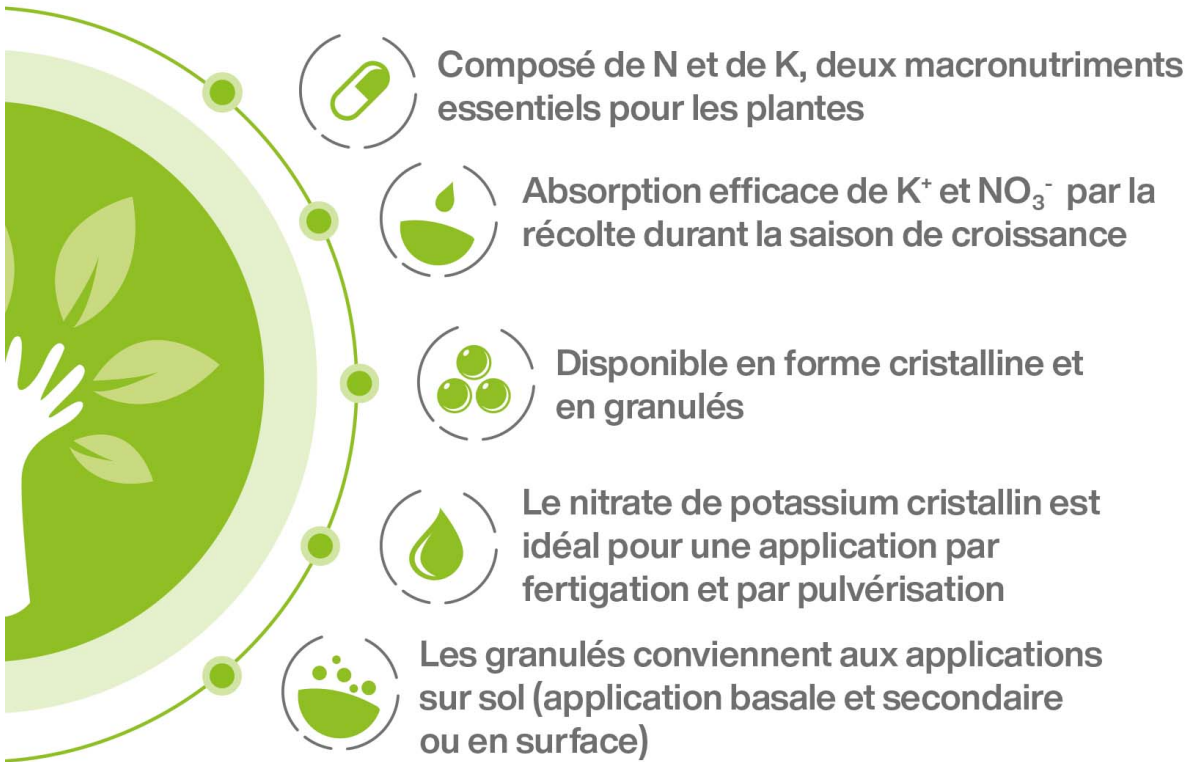 Composé de N et de K, deux macronutriments
essentiels pour les plantes
Absorption efficace de K⁺ et NO₃⁻ par la
récolte durant la saison de croissance
Disponible en forme cristalline et
en granulés
Le nitrate de potassium cristallin est
idéal pour une application par
fertigation et par pulvérisation
Les granulés conviennent aux applications
sur sol (application basale et secondaire
ou en surface)